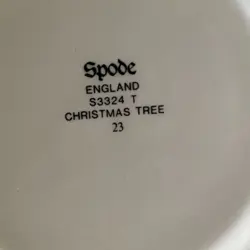 Spode
ENGLAND
S3324 T
CHRISTMAS TREE
23